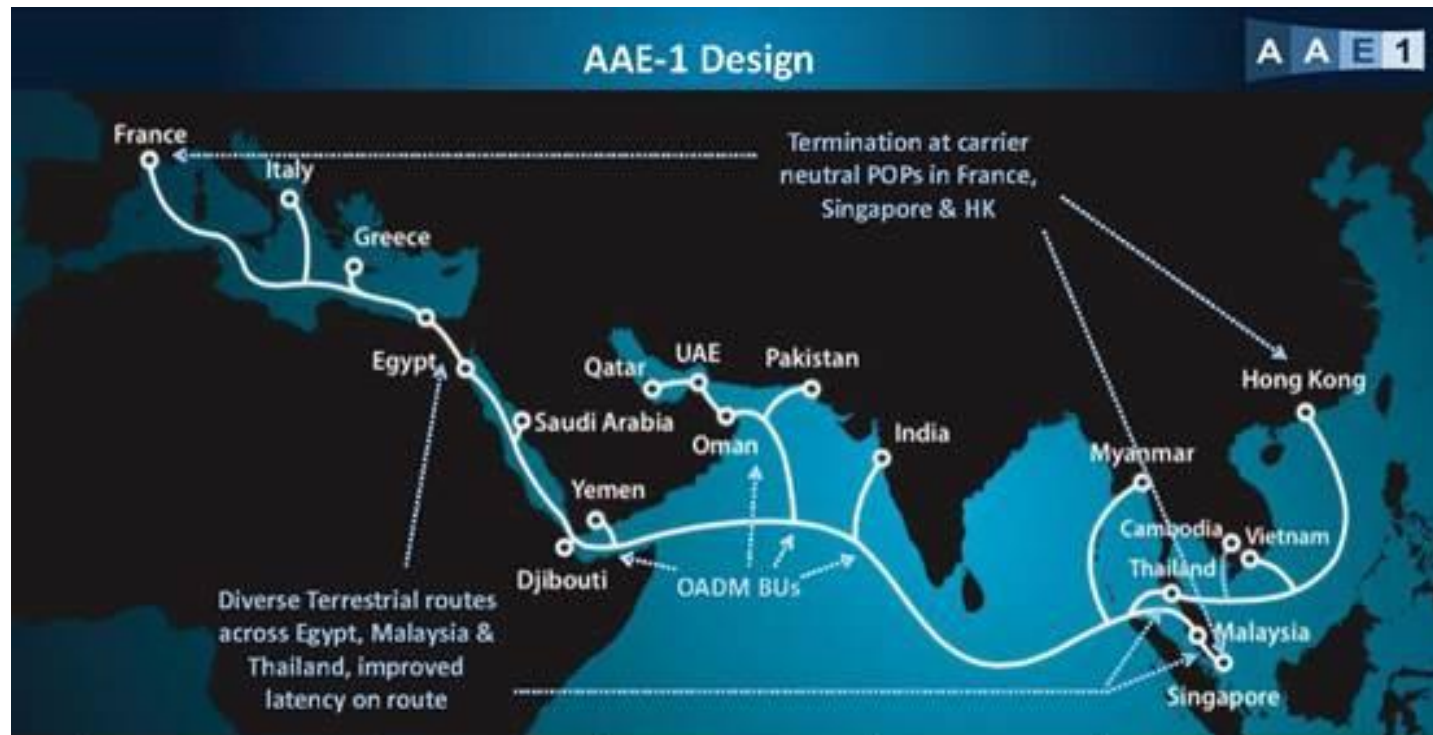 AAE-1 Design
A A E 1
France
Italy
Greece
Termination at carrier
neutral POPs in France,
Singapore & HK
Egypt
Qatar
UAE
Pakistan
Hong Kong
Saudi Arabia
Oman
India
Myanmar
Yemen
Cambodia
Vietnam
Thailand
Djibouti
OADM BUs
Diverse Terrestrial routes
across Egypt, Malaysia &
Thailand, improved
latency on route
Malaysia
Singapore